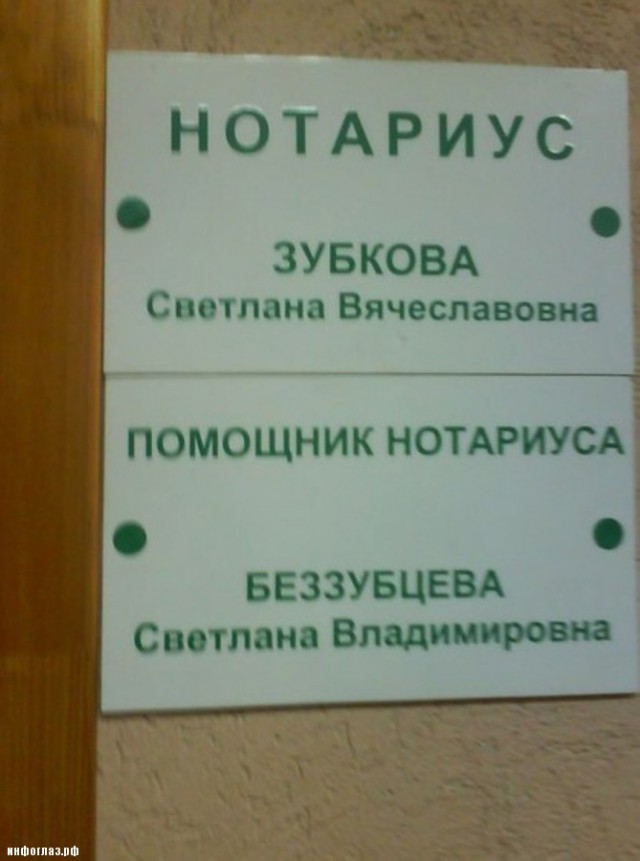 НОТАРИУС
ЗУБКОВА
Светлана Вячеславовна
ПОМОЩНИК НОТАРИУСА
БЕЗЗУБЦЕВА
Светлана Владимировна
инфоглаз.рф